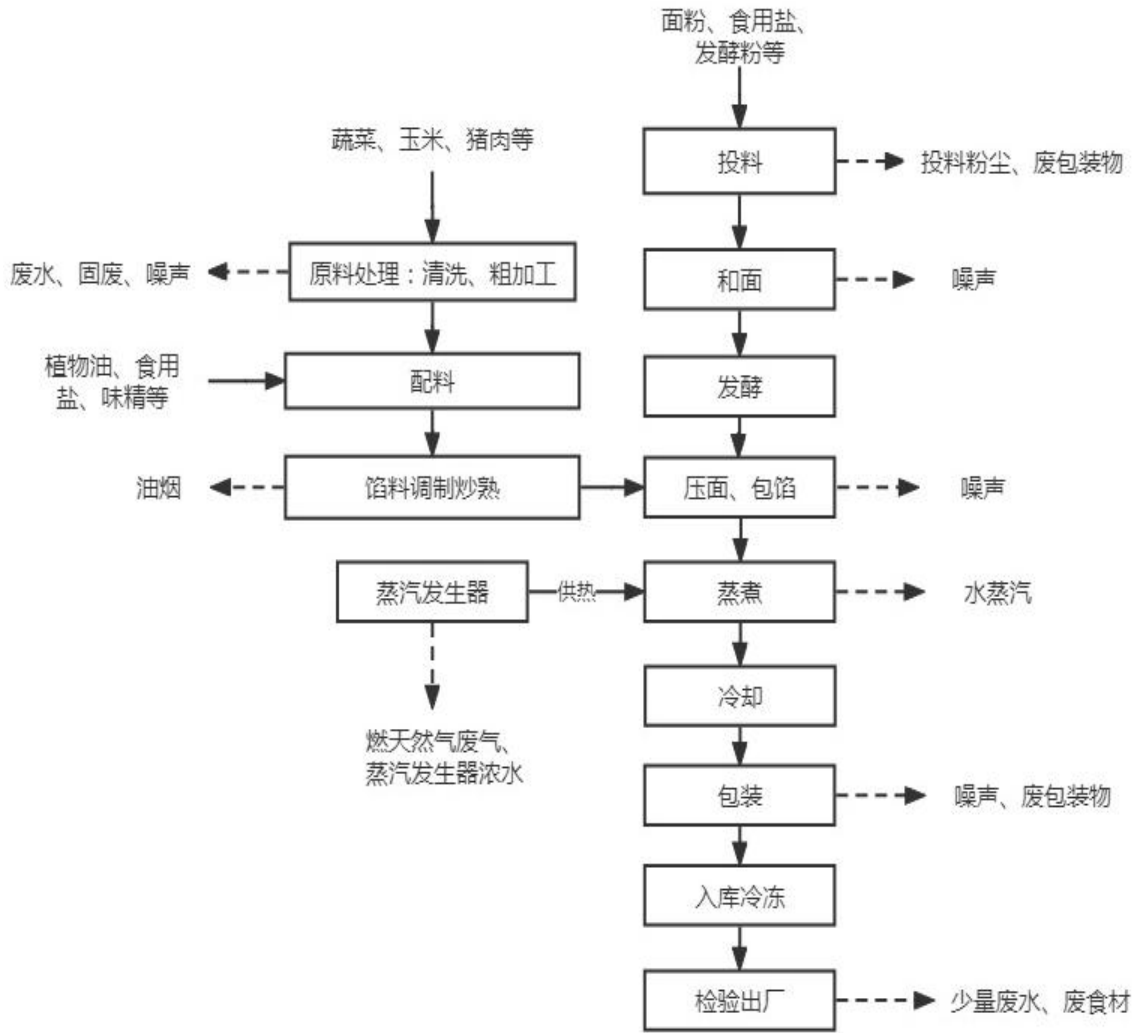 面粉、食用盐、
发酵粉等
投料
投料粉尘、废包装物
蔬菜、玉米、猪肉等
废水、固废、噪声
原料处理：清洗、粗加工
和面
噪声
植物油、食用
盐、味精等
配料
发酵
油烟
馅料调制炒熟
压面、包馅
噪声
蒸汽发生器
供热
蒸煮
水蒸汽
冷却
燃天然气废气、
蒸汽发生器浓水
包装
噪声、废包装物
入库冷冻
检验出厂
少量废水、废食材